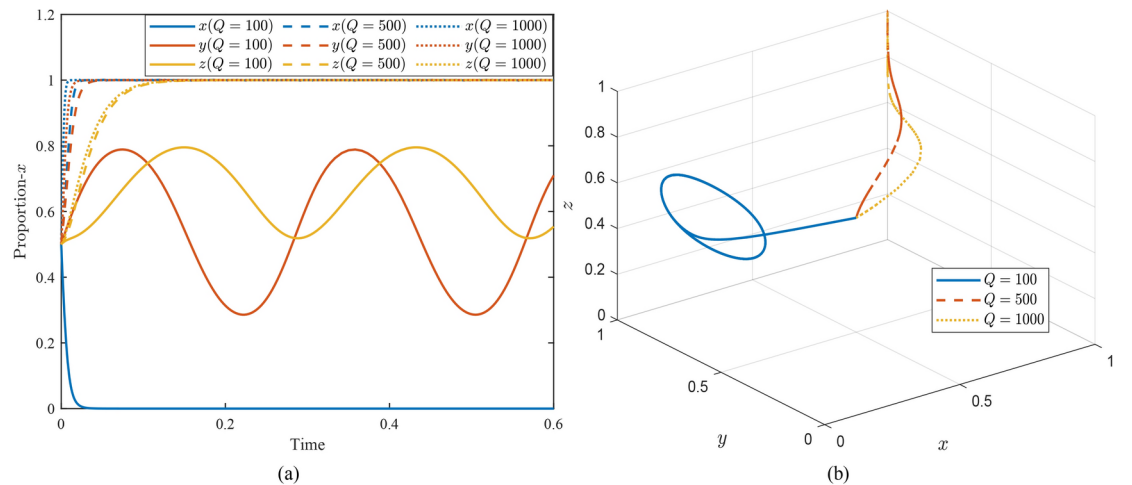 1.2
x(Q = 100) x(Q = 500) x(Q = 1000)
y(Q = 100) y(Q = 500) y(Q = 1000)
z(Q = 100) z(Q = 500) z(Q = 1000)
1
0.8
0.6
0.4
0.2
0
Proportion-x
0 0.2 0.4 0.6
Time
(a)
1
0.8
0.6
0.4
0.2
0
z
1
0.5
0
y
0
0.5
1
x
Q = 100
Q = 500
Q = 1000
(b)